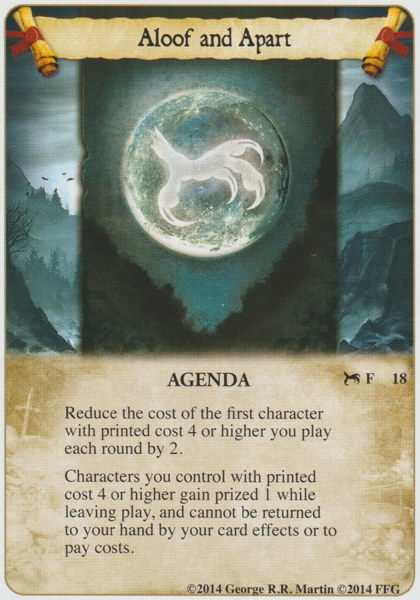 Aloof and Apart
AGENDA
F 18
Reduce the cost of the first character
with printed cost 4 or higher you play
each round by 2.
Characters you control with printed
cost 4 or higher gain prized 1 while
leaving play, and cannot be returned
to your hand by your card effects or to
pay costs.
©2014 George R.R. Martin ©2014 FFG